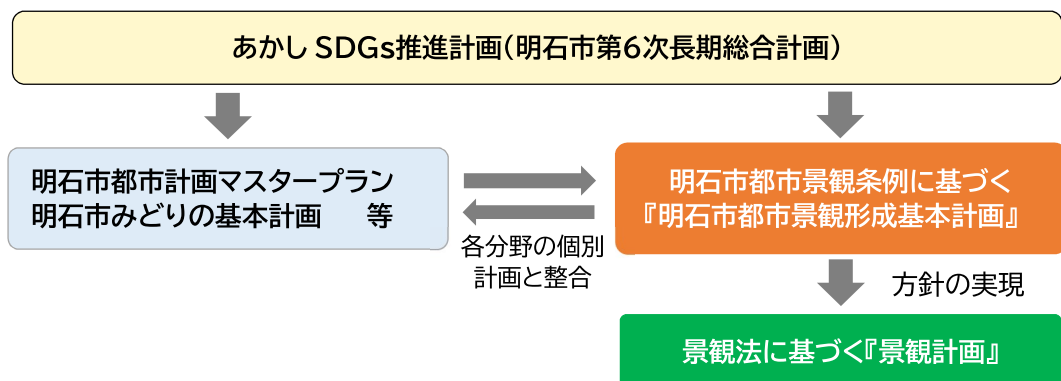 あかし SDGs推進計画(明石市第6次長期総合計画)
明石市都市計画マスタープラン
明石市みどりの基本計画　等
各分野の個別
計画と整合
明石市都市景観条例に基づく
『明石市都市景観形成基本計画』
方針の実現
景観法に基づく『景観計画』